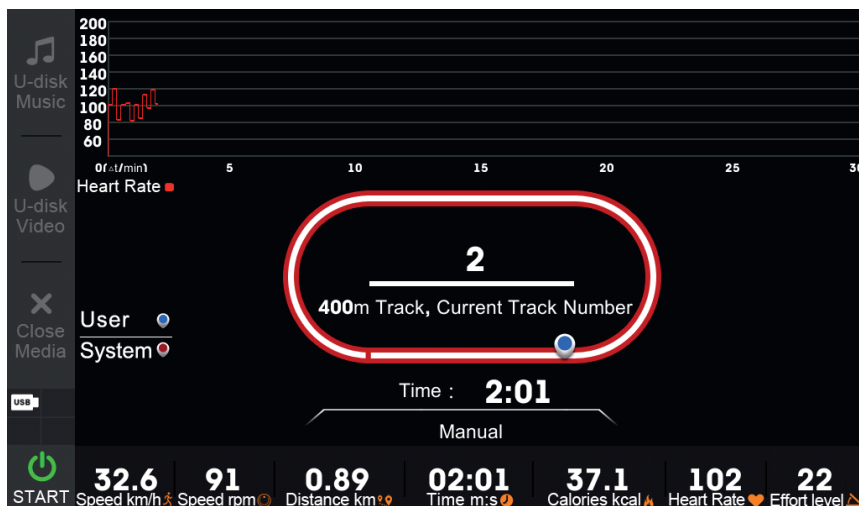 200
180
160
140
120
100
80
60
0(△t/min) 5 10 15 20 25 30
Heart Rate
U-disk
Music
U-disk
Video
Close
Media
USB
START
2
400m Track, Current Track Number
User
System
Time : 2:01
Manual
32.6 91 0.89 02:01 37.1 102 22
Speed km/h Speed rpm Distance km Time m:s Calories kcal Heart Rate Effort level